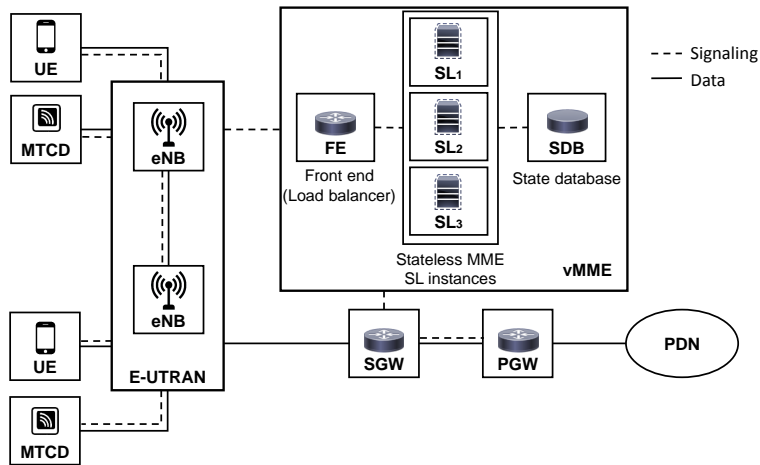 UE
MTCD
eNB
eNB
UE
MTCD
E-UTRAN
FE
Front end
(Load balancer)
SL1
SL2
SL3
Stateless MME
SL instances
SDB
State database
vMME
Signaling
Data
SGW
PGW
PDN